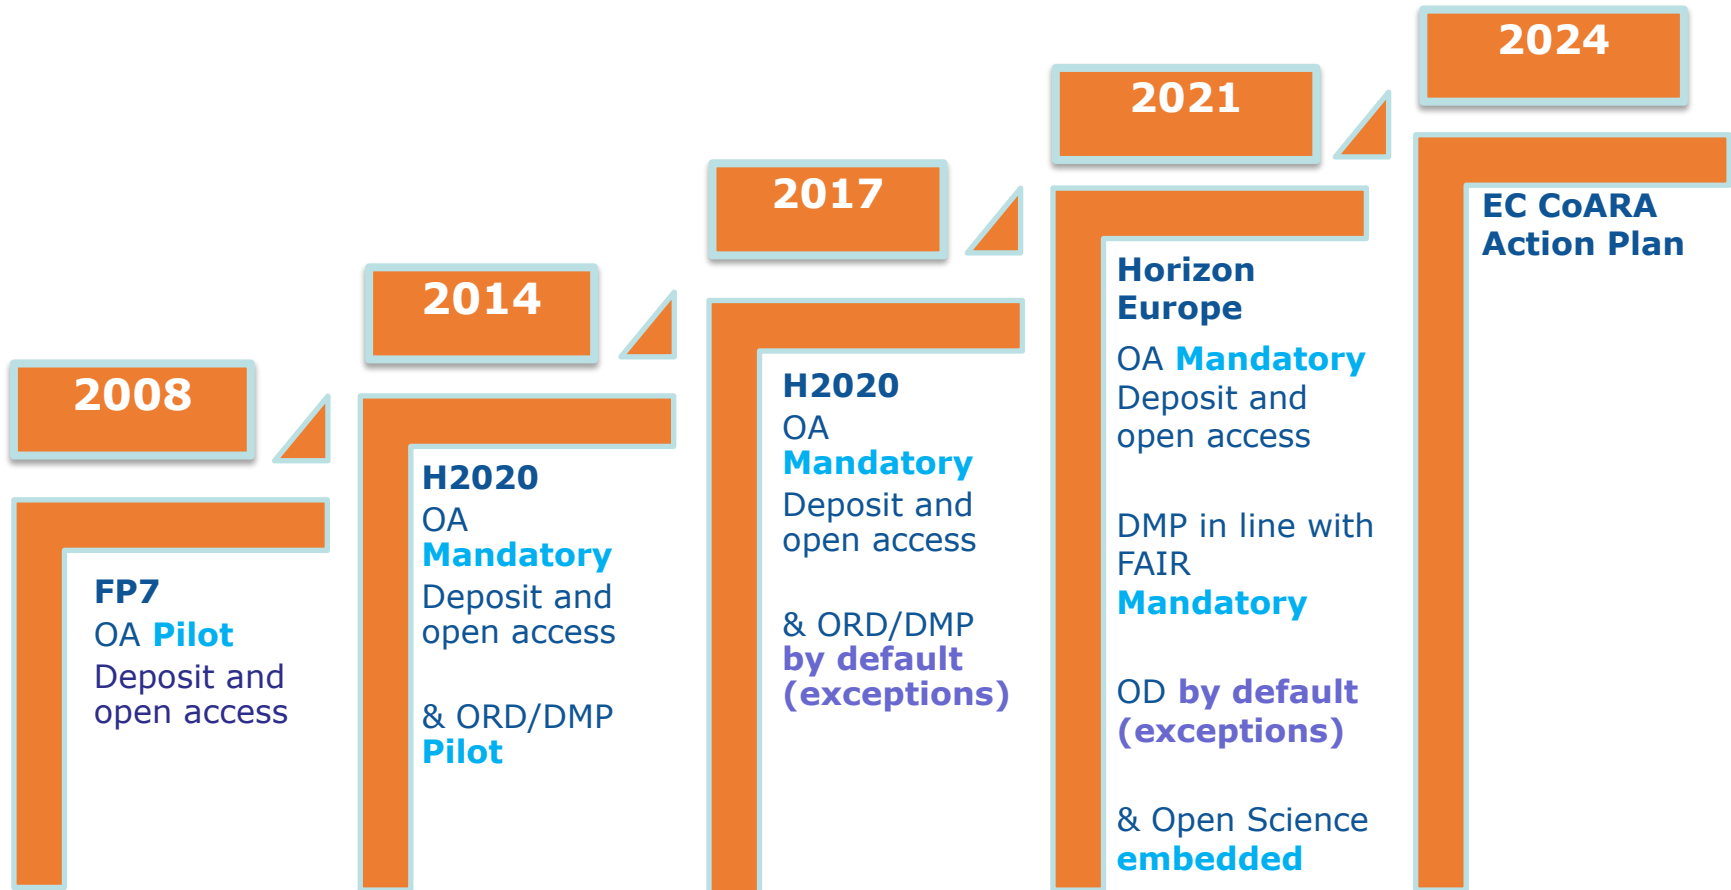 2008
FP7
OA Pilot
Deposit and
open access
2014
H2020
OA
Mandatory
Deposit and
open access
& ORD/DMP
Pilot
2017
H2020
OA
Mandatory
Deposit and
open access
& ORD/DMP
by default
(exceptions)
2021
Horizon
Europe
OA Mandatory
Deposit and
open access
DMP in line with
FAIR
Mandatory
OD by default
(exceptions)
& Open Science
embedded
2024
EC CoARA
Action Plan